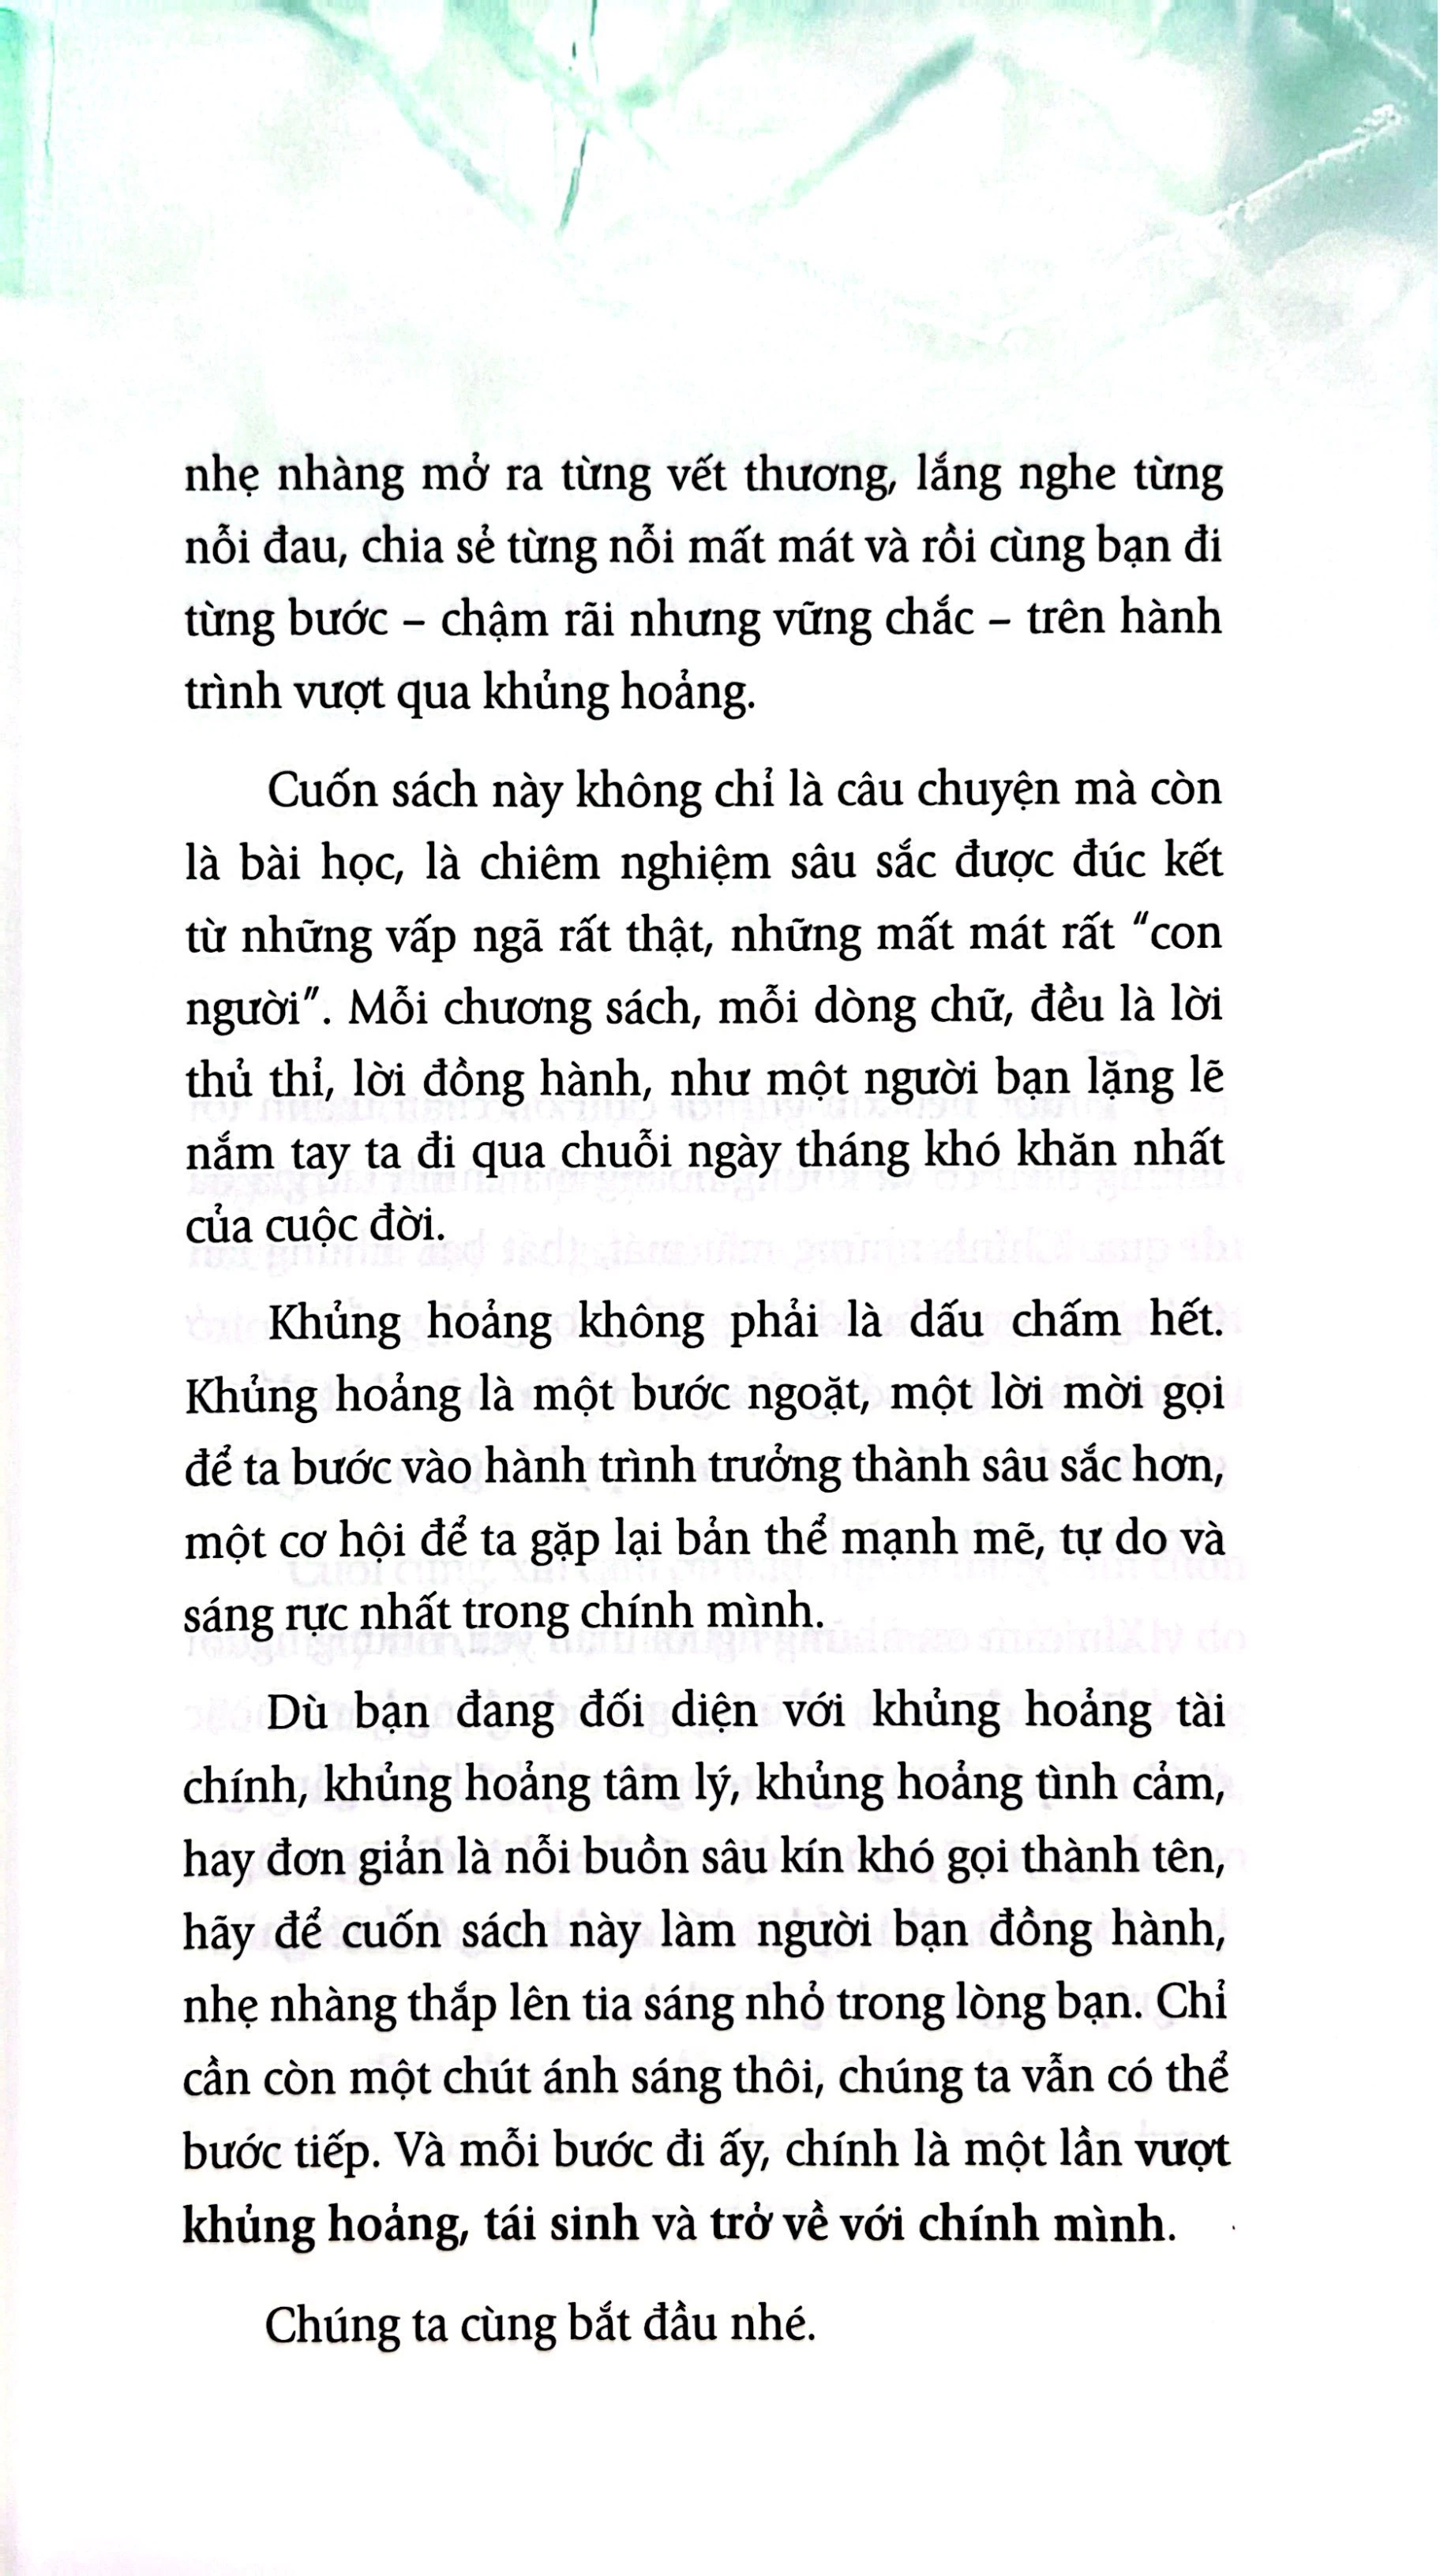 nhẹ nhàng mở ra từng vết thương, lắng nghe từng
nỗi đau, chia sẻ từng nỗi mất mát và rồi cùng bạn đi
từng bước – chậm rãi nhưng vững chắc – trên hành
trình vượt qua khủng hoảng.
Cuốn sách này không chỉ là câu chuyện mà còn
là bài học, là chiêm nghiệm sâu sắc được đúc kết
từ những vấp ngã rất thật, những mất mát rất "con
người". Mỗi chương sách, mỗi dòng chữ, đều là lời
thủ thỉ, lời đồng hành, như một người bạn lặng lẽ
nắm tay ta đi qua chuỗi ngày tháng khó khăn nhất
của cuộc đời.
Khủng hoảng không phải là dấu chấm hết.
Khủng hoảng là một bước ngoặt, một lời mời gọi
để ta bước vào hành trình trưởng thành sâu sắc hơn,
một cơ hội để ta gặp lại bản thể mạnh mẽ, tự do và
sáng rực nhất trong chính mình.
Dù bạn đang đối diện với khủng hoảng tài
chính, khủng hoảng tâm lý, khủng hoảng tình cảm,
hay đơn giản là nỗi buồn sâu kín khó gọi thành tên,
hãy để cuốn sách này làm người bạn đồng hành,
nhẹ nhàng thắp lên tia sáng nhỏ trong lòng bạn. Chỉ
cần còn một chút ánh sáng thôi, chúng ta vẫn có thể
bước tiếp. Và mỗi bước đi ấy, chính là một lần vượt
khủng hoảng, tái sinh và trở về với chính mình.
Chúng ta cùng bắt đầu nhé.